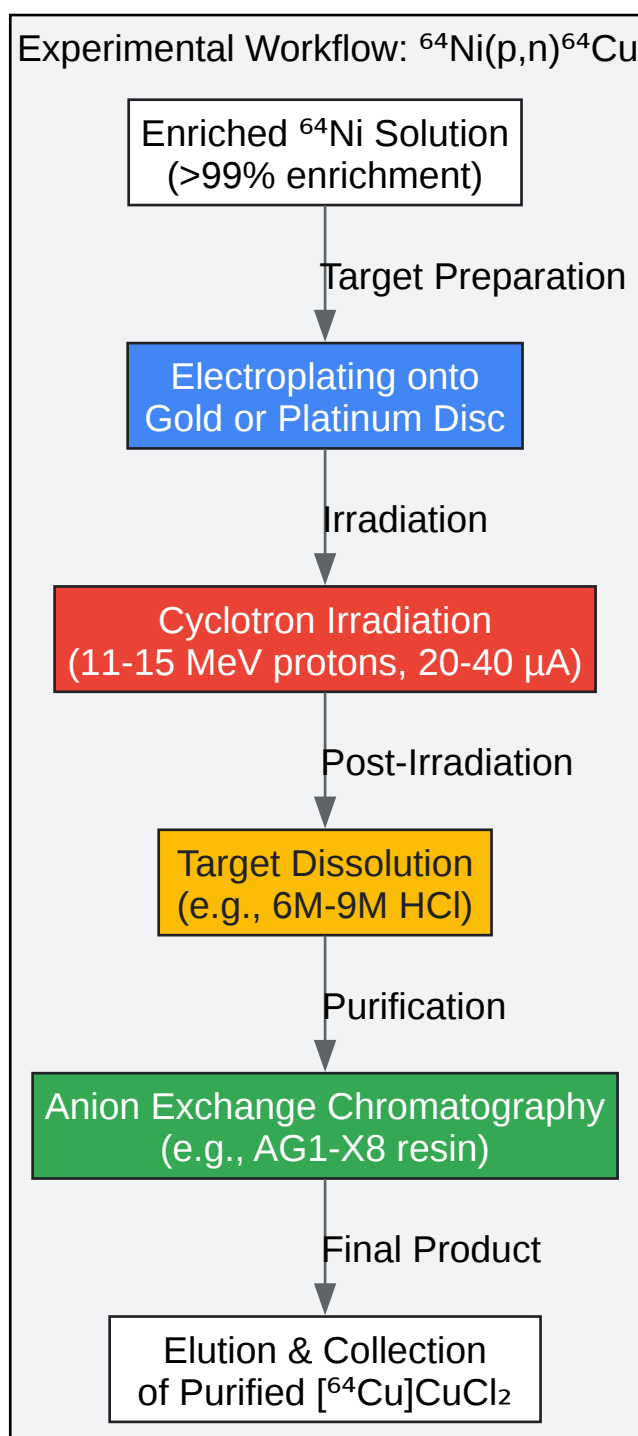 Experimental Workflow: ⁶⁴Ni(p,n)⁶⁴Cu
Enriched ⁶⁴Ni Solution
(>99% enrichment)
Target Preparation
Electroplating onto
Gold or Platinum Disc
Irradiation
Cyclotron Irradiation
(11-15 MeV protons, 20-40 µA)
Post-Irradiation
Target Dissolution
(e.g., 6M-9M HCl)
Purification
Anion Exchange Chromatography
(e.g., AG1-X8 resin)
Final Product
Elution & Collection
of Purified [⁶⁴Cu]CuCl₂